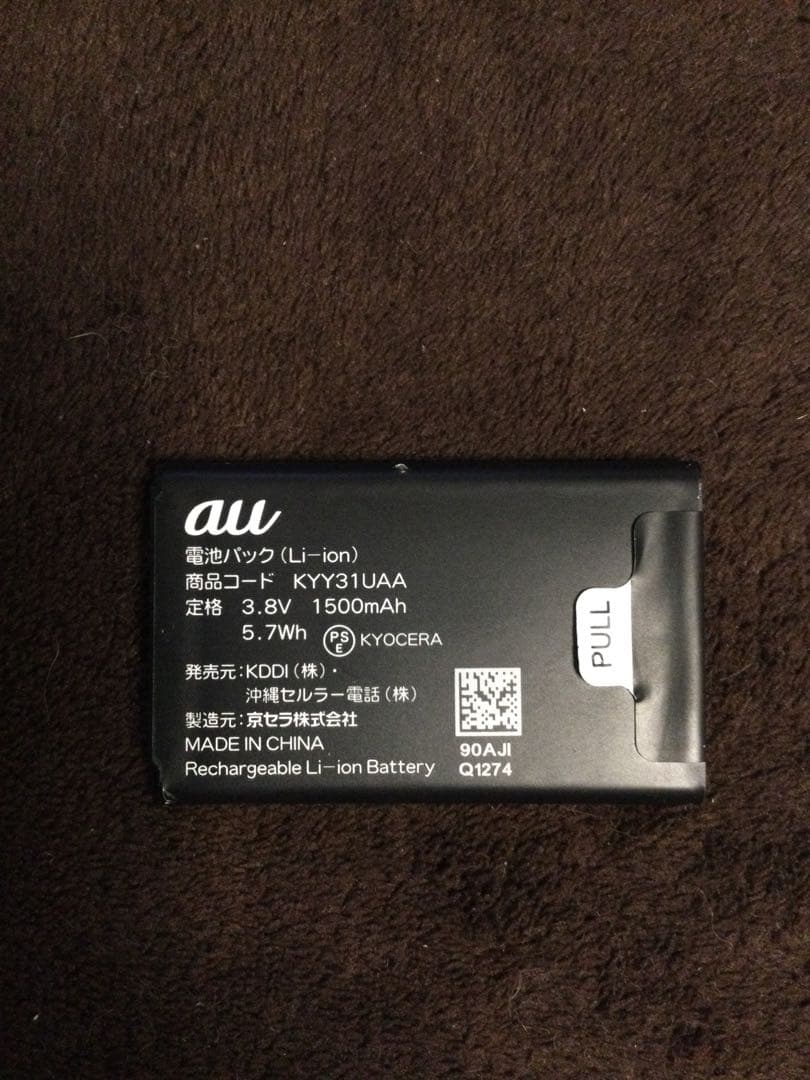 au
電池パック(Li-ion)
商品コード KYY31UAA
定格 3.8V 1500mAh
5.7Wh PSE KYOCERA
発売元:KDDI(株)・
沖縄セルラー電話(株)
製造元:京セラ株式会社
MADE IN CHINA
Rechargeable Li-ion Battery
90AJI
Q1274
PULL